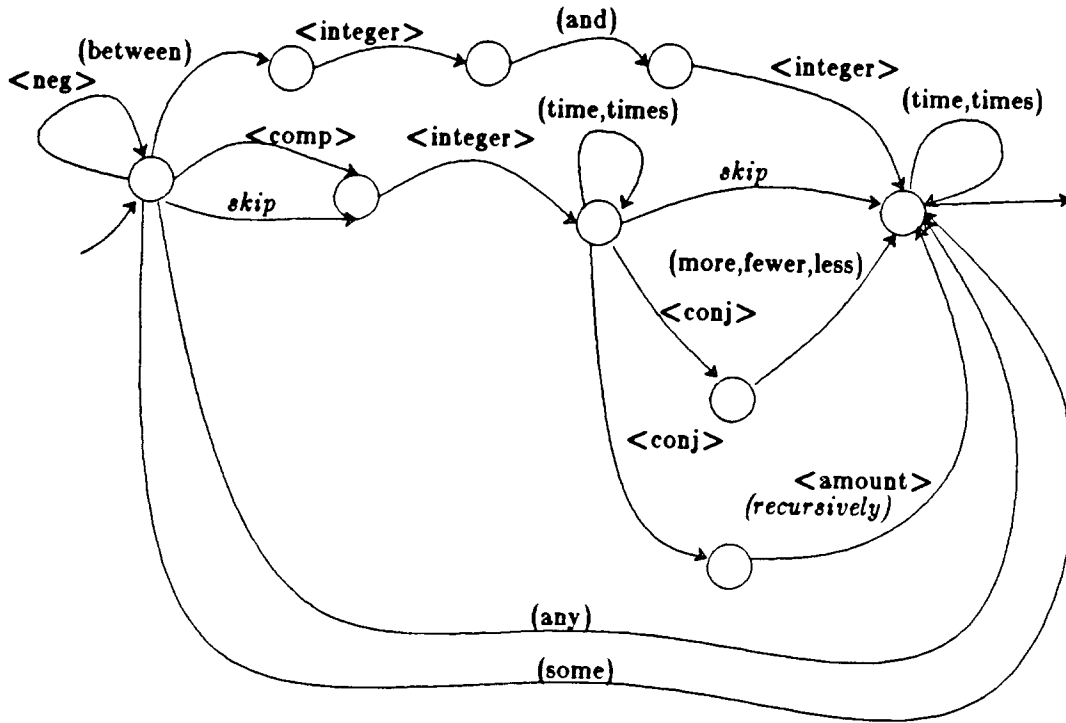 (and)
<integer>
(between)
<integer>
<neg>
(time,times)
(time,times)
<comp>
<integer>
skip
skip
(more,fewer,less)
<conj>
<conj>
<amount>
(recursively)
(any)
(some)